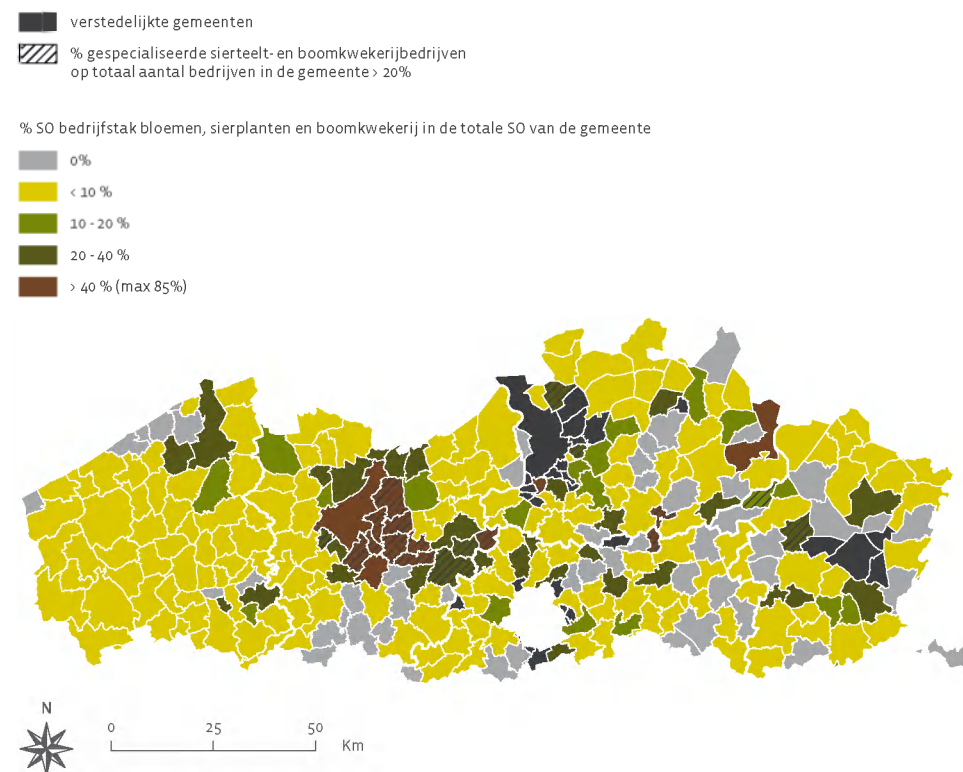 verstedelijkte gemeenten
% gespecialiseerde sierteelt- en boomkwekerijbedrijven
op totaal aantal bedrijven in de gemeente > 20%
% SO bedrijfstak bloemen, sierplanten en boomkwekerij in de totale SO van de gemeente
0%
< 10 %
10 - 20 %
20 - 40 %
> 40 % (max 85%)
N
0 25 50
Km